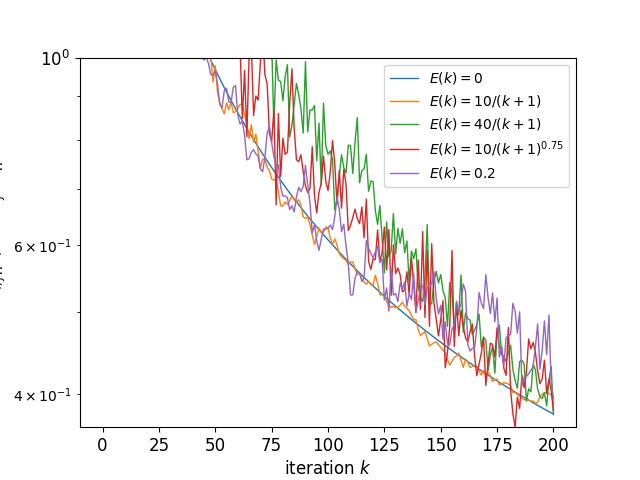 10^0
6 × 10^−1
4 × 10^−1
E(k) = 0
E(k) = 10/(k + 1)
E(k) = 40/(k + 1)
E(k) = 10/(k + 1)^0.75
E(k) = 0.2
0 25 50 75 100 125 150 175 200
iteration k